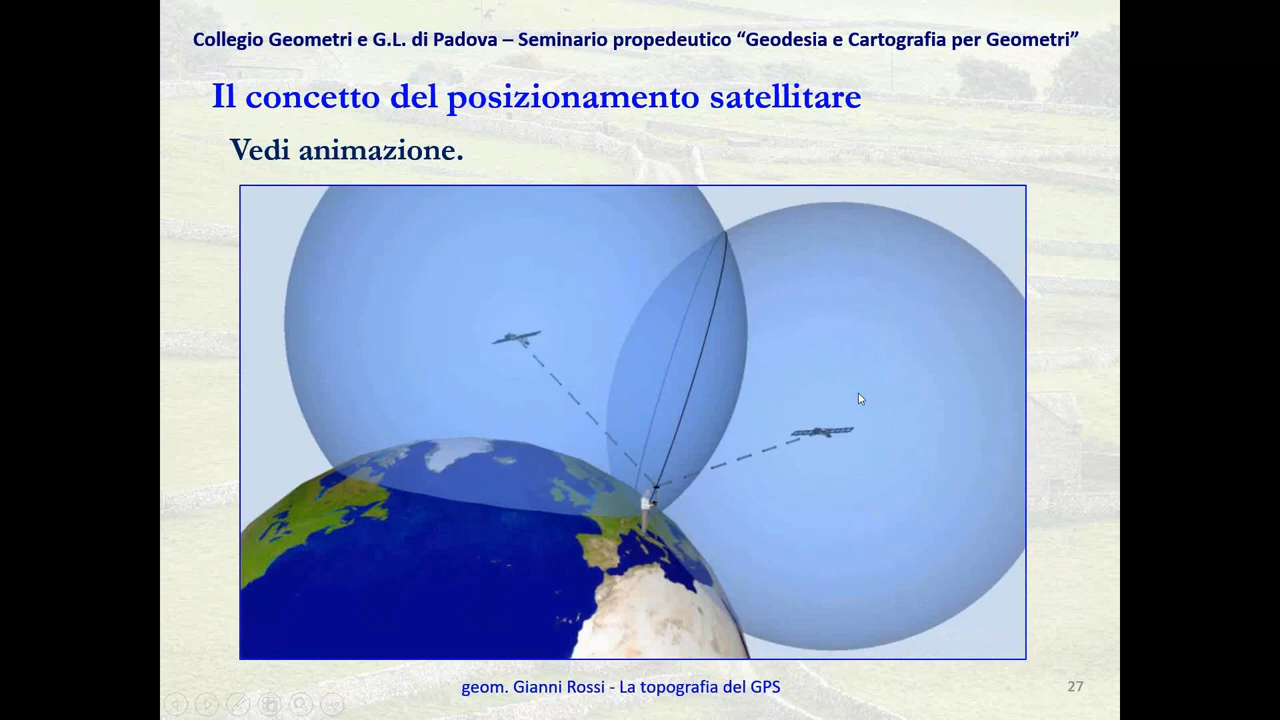 Collegio Geometri e G.L. di Padova – Seminario propedeutico “Geodesia e Cartografia per Geometri”
Il concetto del posizionamento satellitare
Vedi animazione.
geom. Gianni Rossi - La topografia del GPS
27